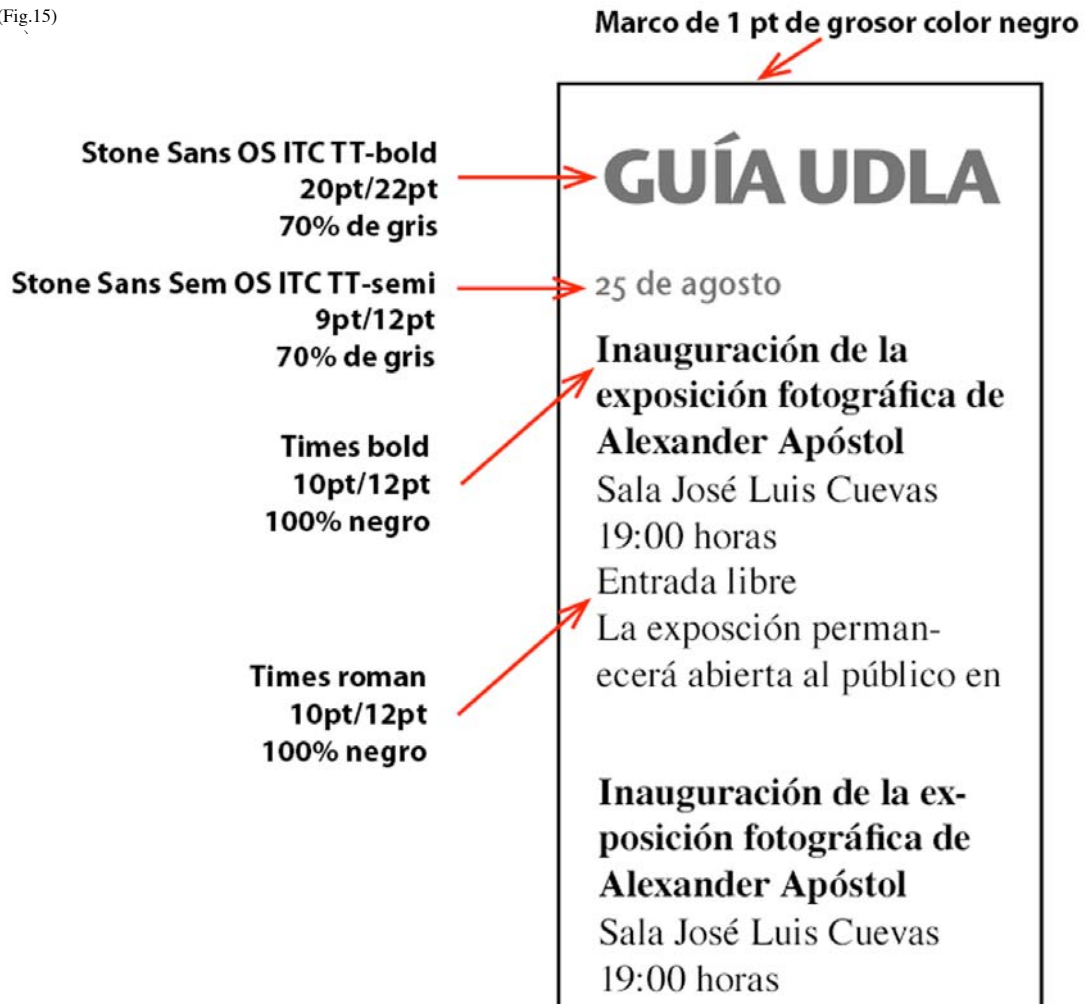 (Fig.15)
Marco de 1 pt de grosor color negro
Stone Sans OS ITC TT-bold
20pt/22pt
70% de gris
GUÍA UDLA
Stone Sans Sem OS ITC TT-semi
9pt/12pt
70% de gris
25 de agosto
Times bold
10pt/12pt
100% negro
Inauguración de la
exposición fotográfica de
Alexander Apóstol
Sala José Luis Cuevas
19:00 horas
Entrada libre
La exposción perman-
ecerá abierta al público en
Times roman
10pt/12pt
100% negro
Inauguración de la ex-
posición fotográfica de
Alexander Apóstol
Sala José Luis Cuevas
19:00 horas